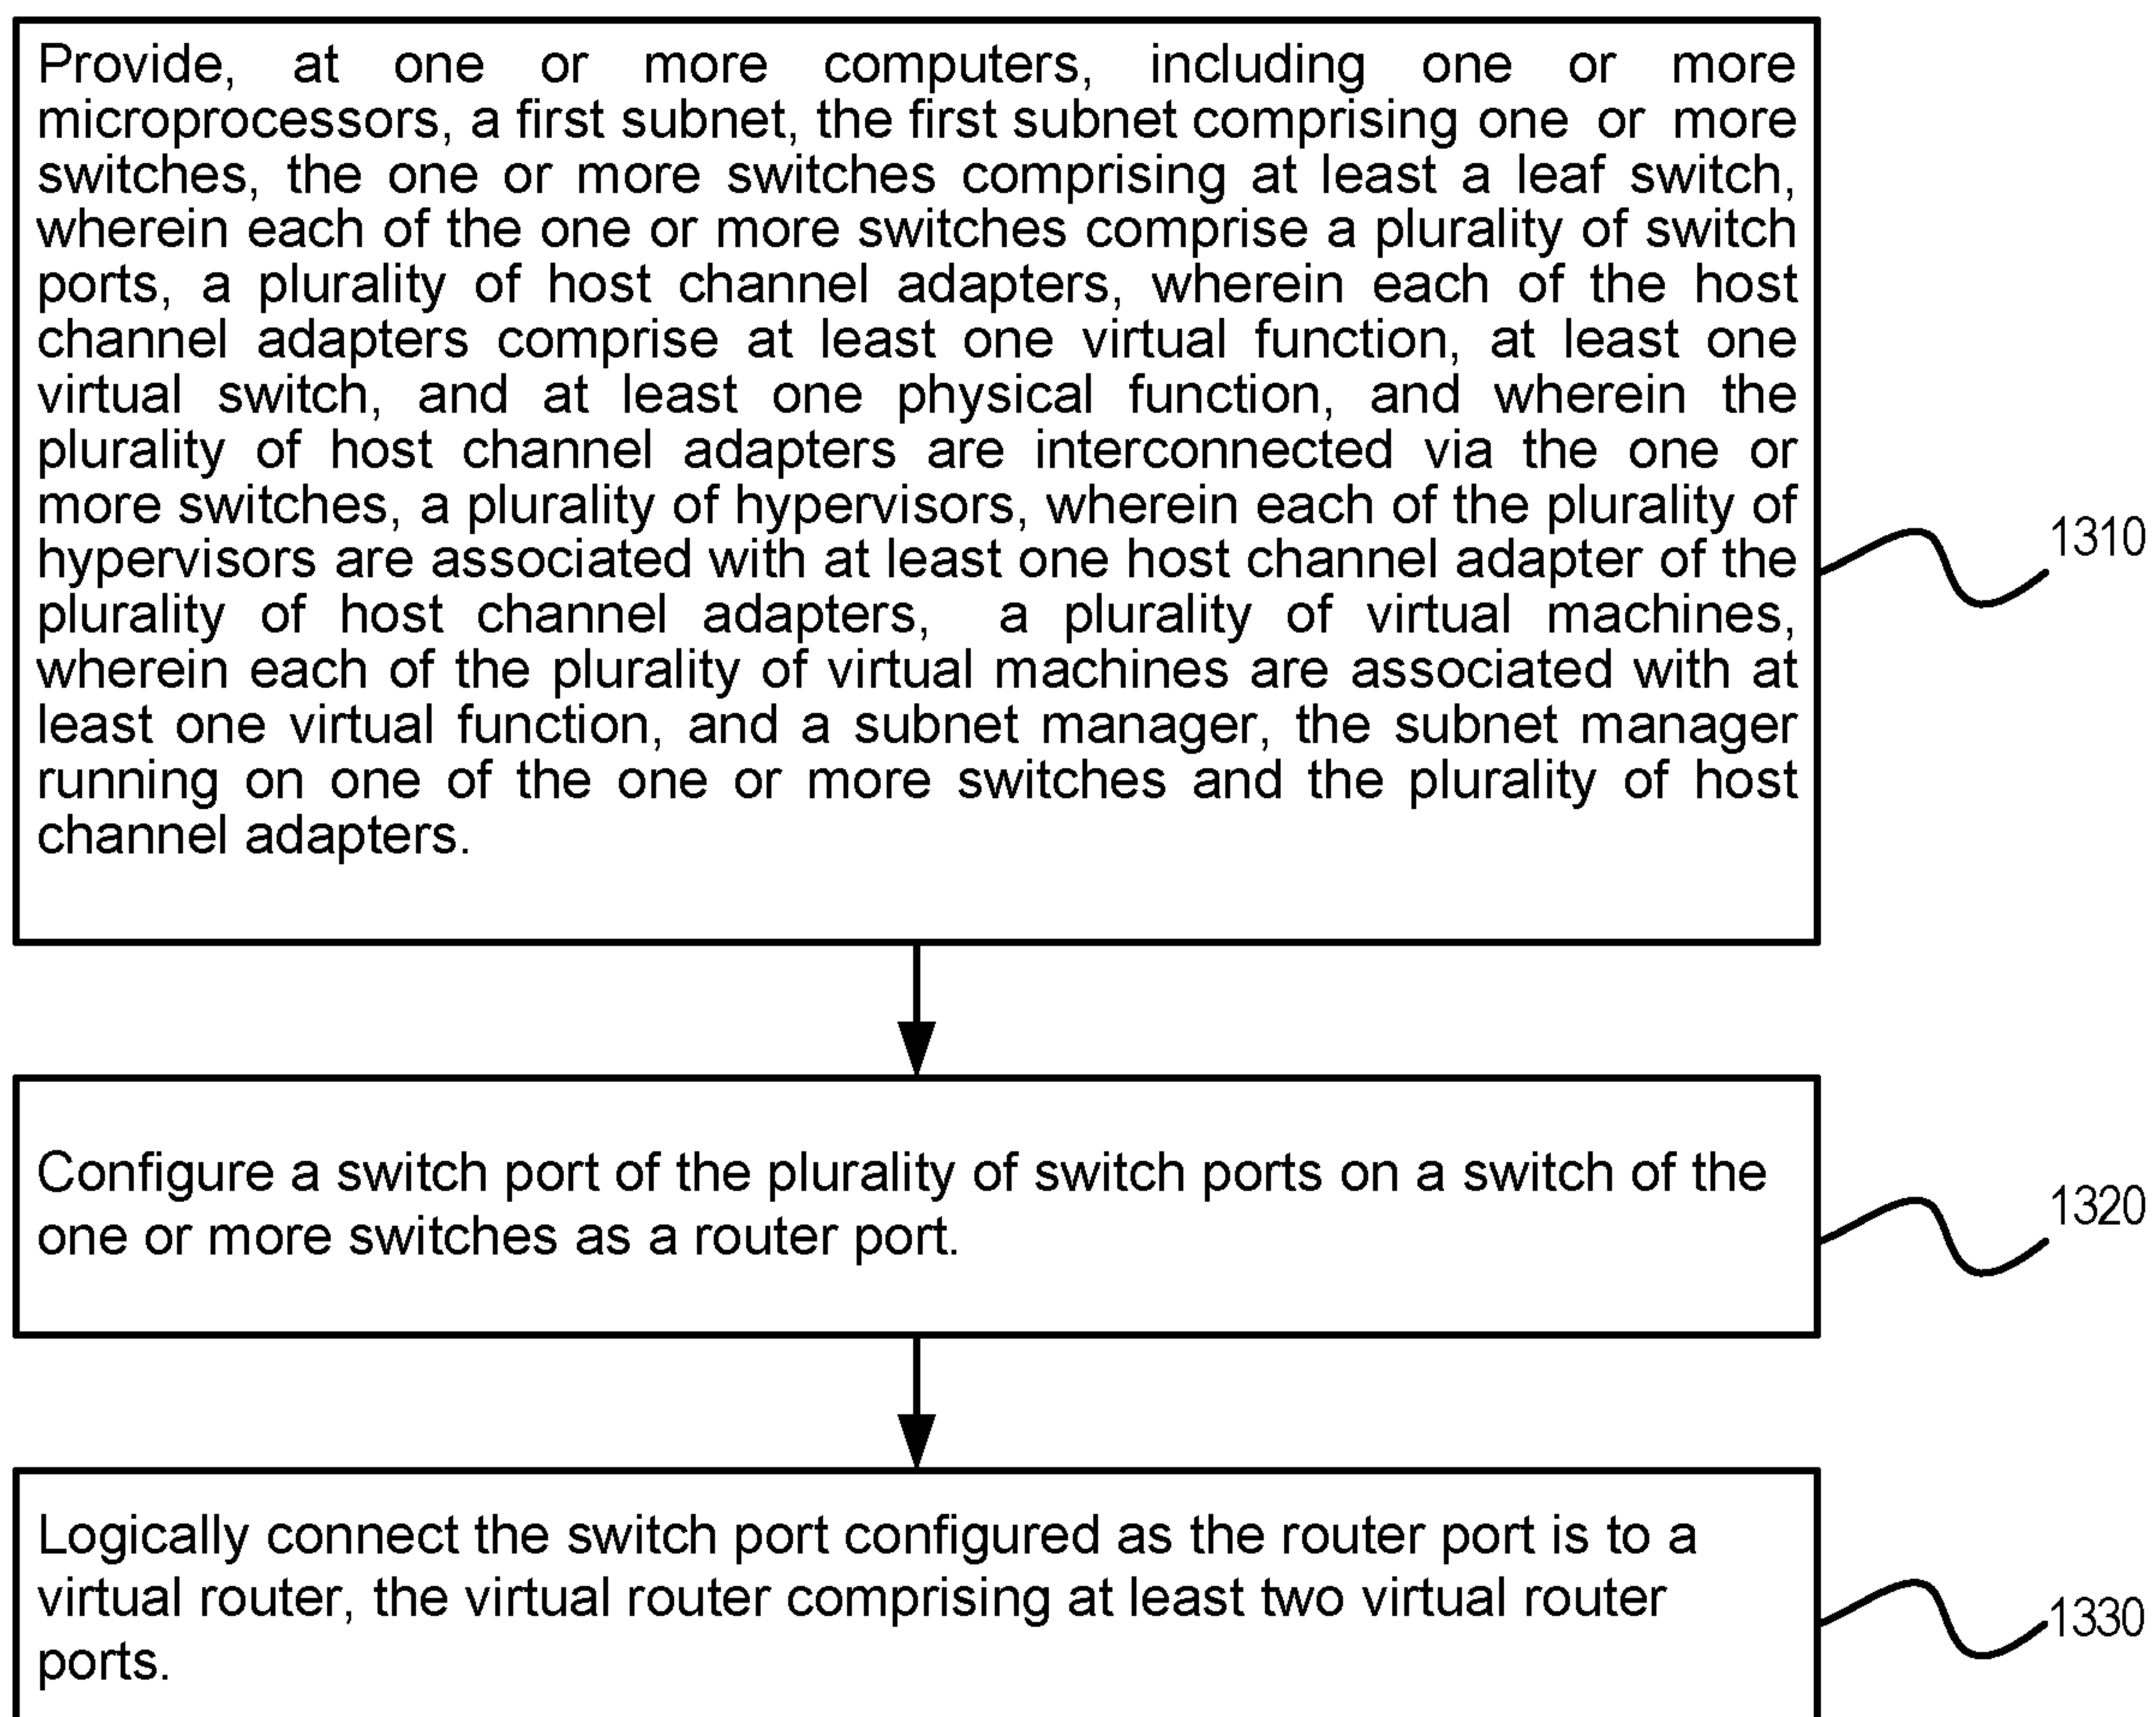 Provide, at one or more computers, including one or more
microprocessors, a first subnet, the first subnet comprising one or more
switches, the one or more switches comprising at least a leaf switch,
wherein each of the one or more switches comprise a plurality of switch
ports, a plurality of host channel adapters, wherein each of the host
channel adapters comprise at least one virtual function, at least one
virtual switch, and at least one physical function, and wherein the
plurality of host channel adapters are interconnected via the one or
more switches, a plurality of hypervisors, wherein each of the plurality of
hypervisors are associated with at least one host channel adapter of the
plurality of host channel adapters, a plurality of virtual machines,
wherein each of the plurality of virtual machines are associated with at
least one virtual function, and a subnet manager, the subnet manager
running on one of the one or more switches and the plurality of host
channel adapters.
1310
Configure a switch port of the plurality of switch ports on a switch of the
one or more switches as a router port.
1320
Logically connect the switch port configured as the router port is to a
virtual router, the virtual router comprising at least two virtual router
ports.
1330